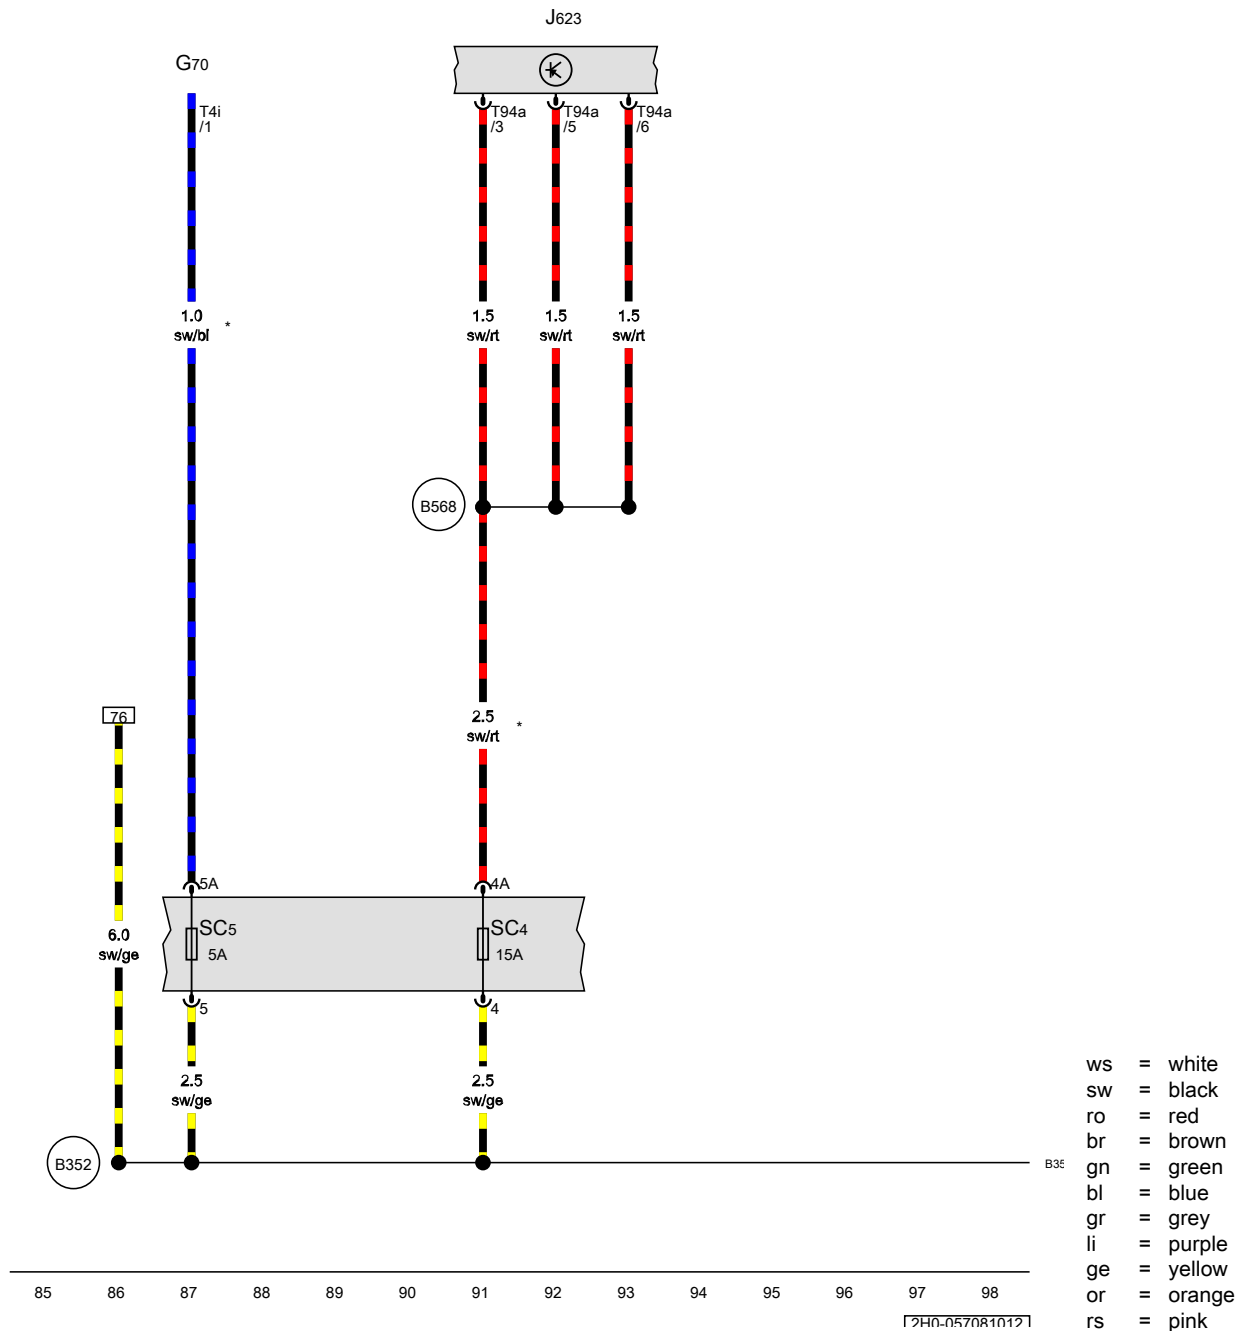 J623
G70
T4i
/1
T94a
/3
T94a
/5
T94a
/6
1.0
sw/bl
*
1.5
sw/rt
1.5
sw/rt
1.5
sw/rt
B568
76
2.5
sw/rt
*
5A
4A
SC5
5A
SC4
15A
6.0
sw/ge
5
4
2.5
sw/ge
2.5
sw/ge
B352
B35
ws = white
sw = black
ro = red
br = brown
gn = green
bl = blue
gr = grey
li = purple
ge = yellow
or = orange
rs = pink
85 86 87 88 89 90 91 92 93 94 95 96 97 98
2H0-057081012